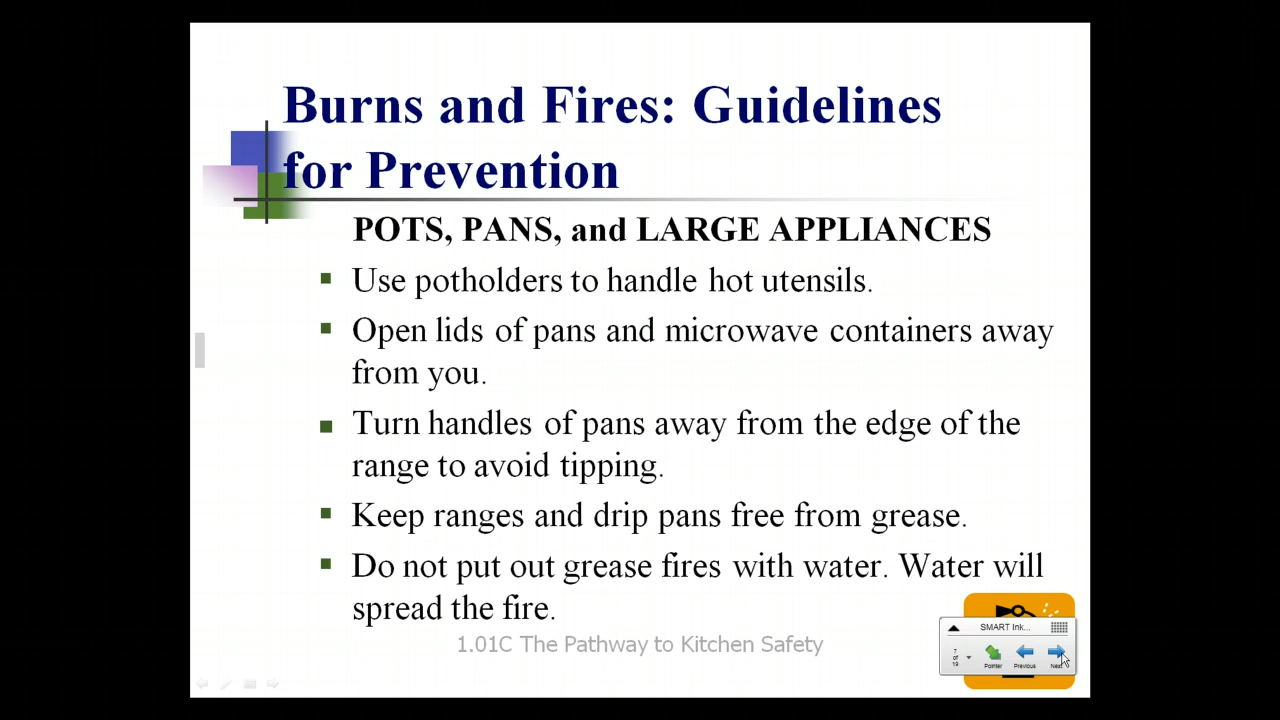 Burns and Fires: Guidelines
for Prevention
POTS, PANS, and LARGE APPLIANCES
Use potholders to handle hot utensils.
Open lids of pans and microwave containers away
from you.
Turn handles of pans away from the edge of the
range to avoid tipping.
Keep ranges and drip pans free from grease.
Do not put out grease fires with water. Water will
spread the fire.
1.01C The Pathway to Kitchen Safety
SMART Ink...
7
of
19
Pointer
Previous
Next